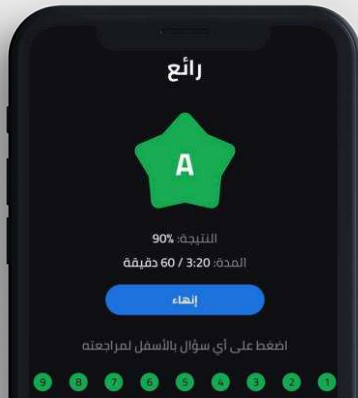 رائع
A
النتيجة: 90%
المدة: 3:20 / 60 دقيقة
إنهاء
اضغط على أي سؤال بالأسفل لمراجعته
1 2 3 4 5 6 7 8 9